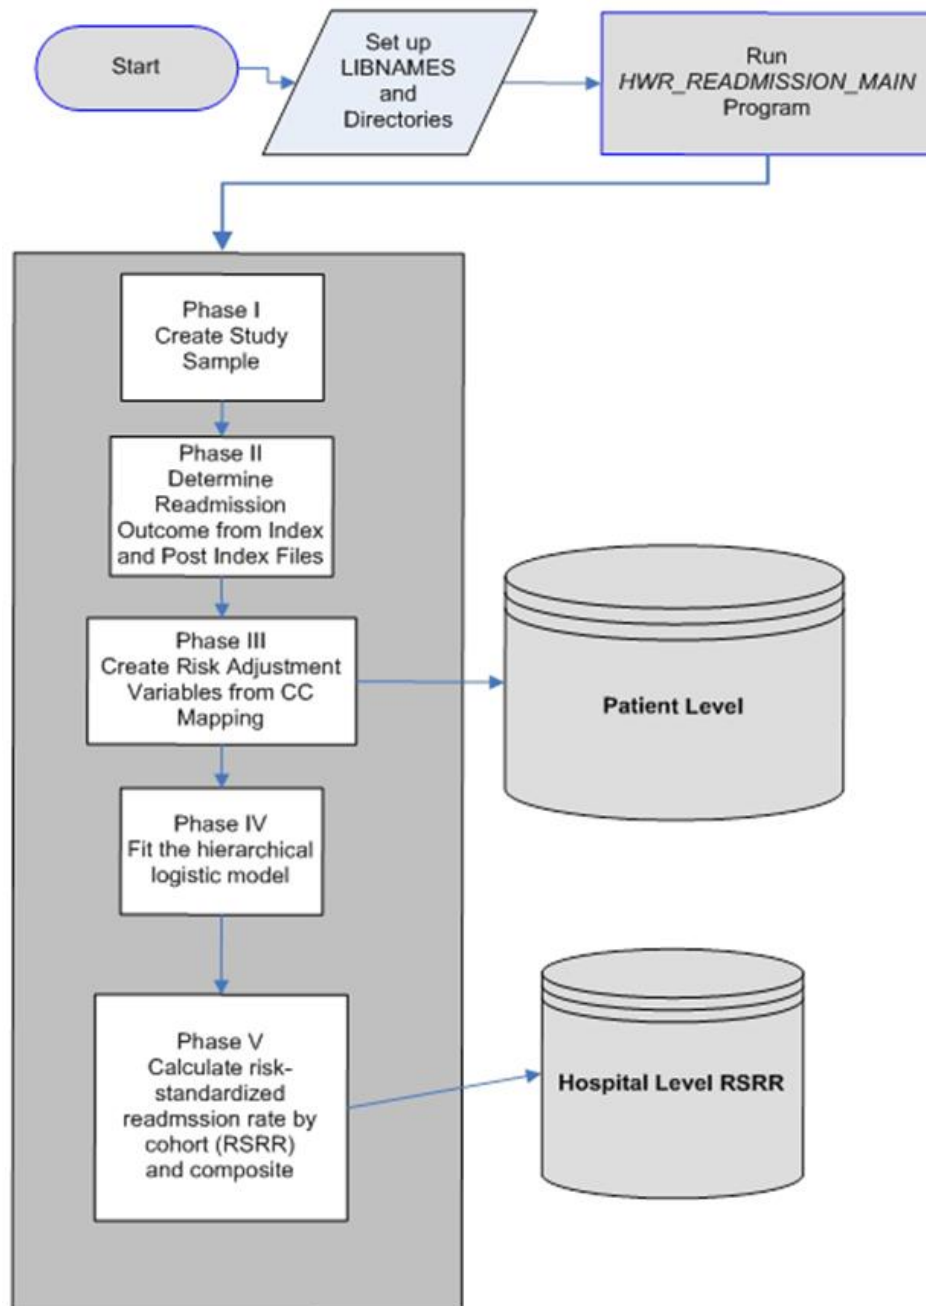 Start
Set up
LIBNAMES
and
Directories
Run
HWR_READMISSION_MAIN
Program
Phase I
Create Study
Sample
Phase II
Determine
Readmission
Outcome from Index
and Post Index Files
Phase III
Create Risk Adjustment
Variables from CC
Mapping
Patient Level
Phase IV
Fit the hierarchical
logistic model
Phase V
Calculate risk-
standardized
readmssion rate by
cohort (RSRR)
and composite
Hospital Level RSRR